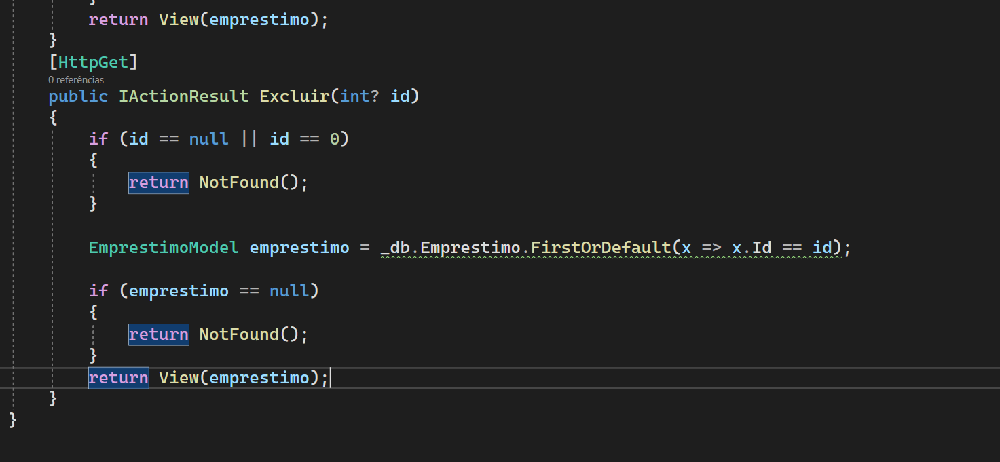 }
return View(emprestimo);
}
[HttpGet]
0 referências
public IActionResult Excluir(int? id)
{
if (id == null || id == 0)
{
return NotFound();
}
EmprestimoModel emprestimo = _db.Emprestimo.FirstOrDefault(x => x.Id == id);
if (emprestimo == null)
{
return NotFound();
}
return View(emprestimo);
}
}